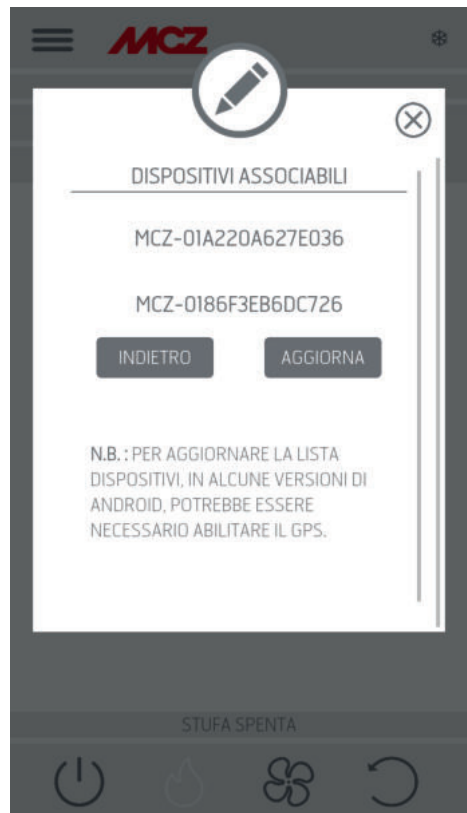 MCZ
DISPOSITIVI ASSOCIABILI
MCZ-01A220A627E036
MCZ-0186F3EB6DC726
INDIETRO
AGGIORNA
N.B. : PER AGGIORNARE LA LISTA
DISPOSITIVI, IN ALCUNE VERSIONI DI
ANDROID, POTREBBE ESSERE
NECESSARIO ABILITARE IL GPS.
STUFA SPENTA